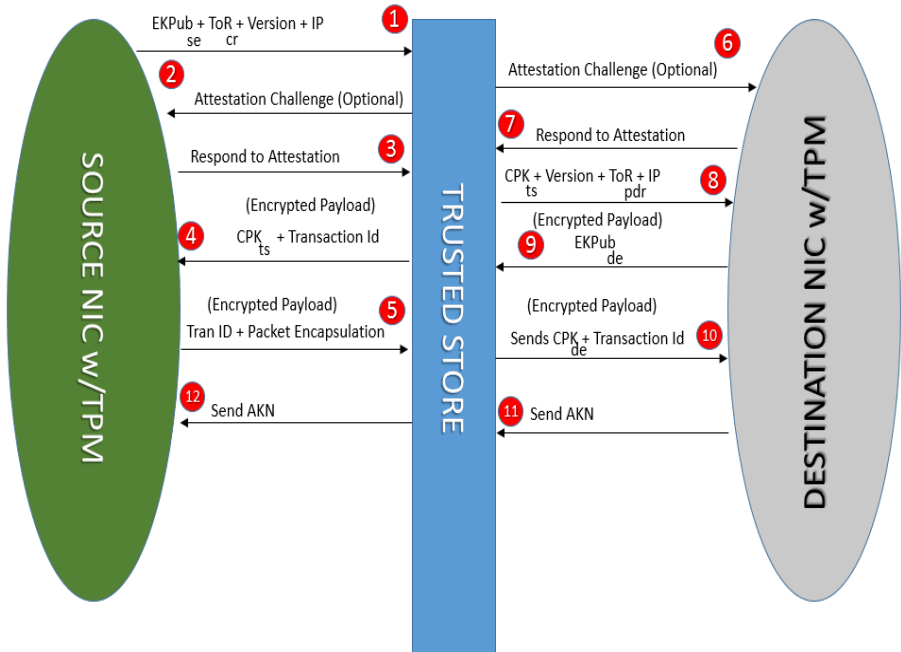 SOURCE NIC w/TPM
TRUSTED STORE
DESTINATION NIC w/TPM
1
EKPub + ToR + Version + IP
se cr
2
Attestation Challenge (Optional)
3
Respond to Attestation
(Encrypted Payload)
4
CPK + Transaction Id
ts
(Encrypted Payload)
5
Tran ID + Packet Encapsulation
12
Send AKN
6
Attestation Challenge (Optional)
7
Respond to Attestation
CPK + Version + ToR + IP
8
ts pdr
(Encrypted Payload)
9
EKPub
de
(Encrypted Payload)
Sends CPK + Transaction Id
10
de
11
Send AKN